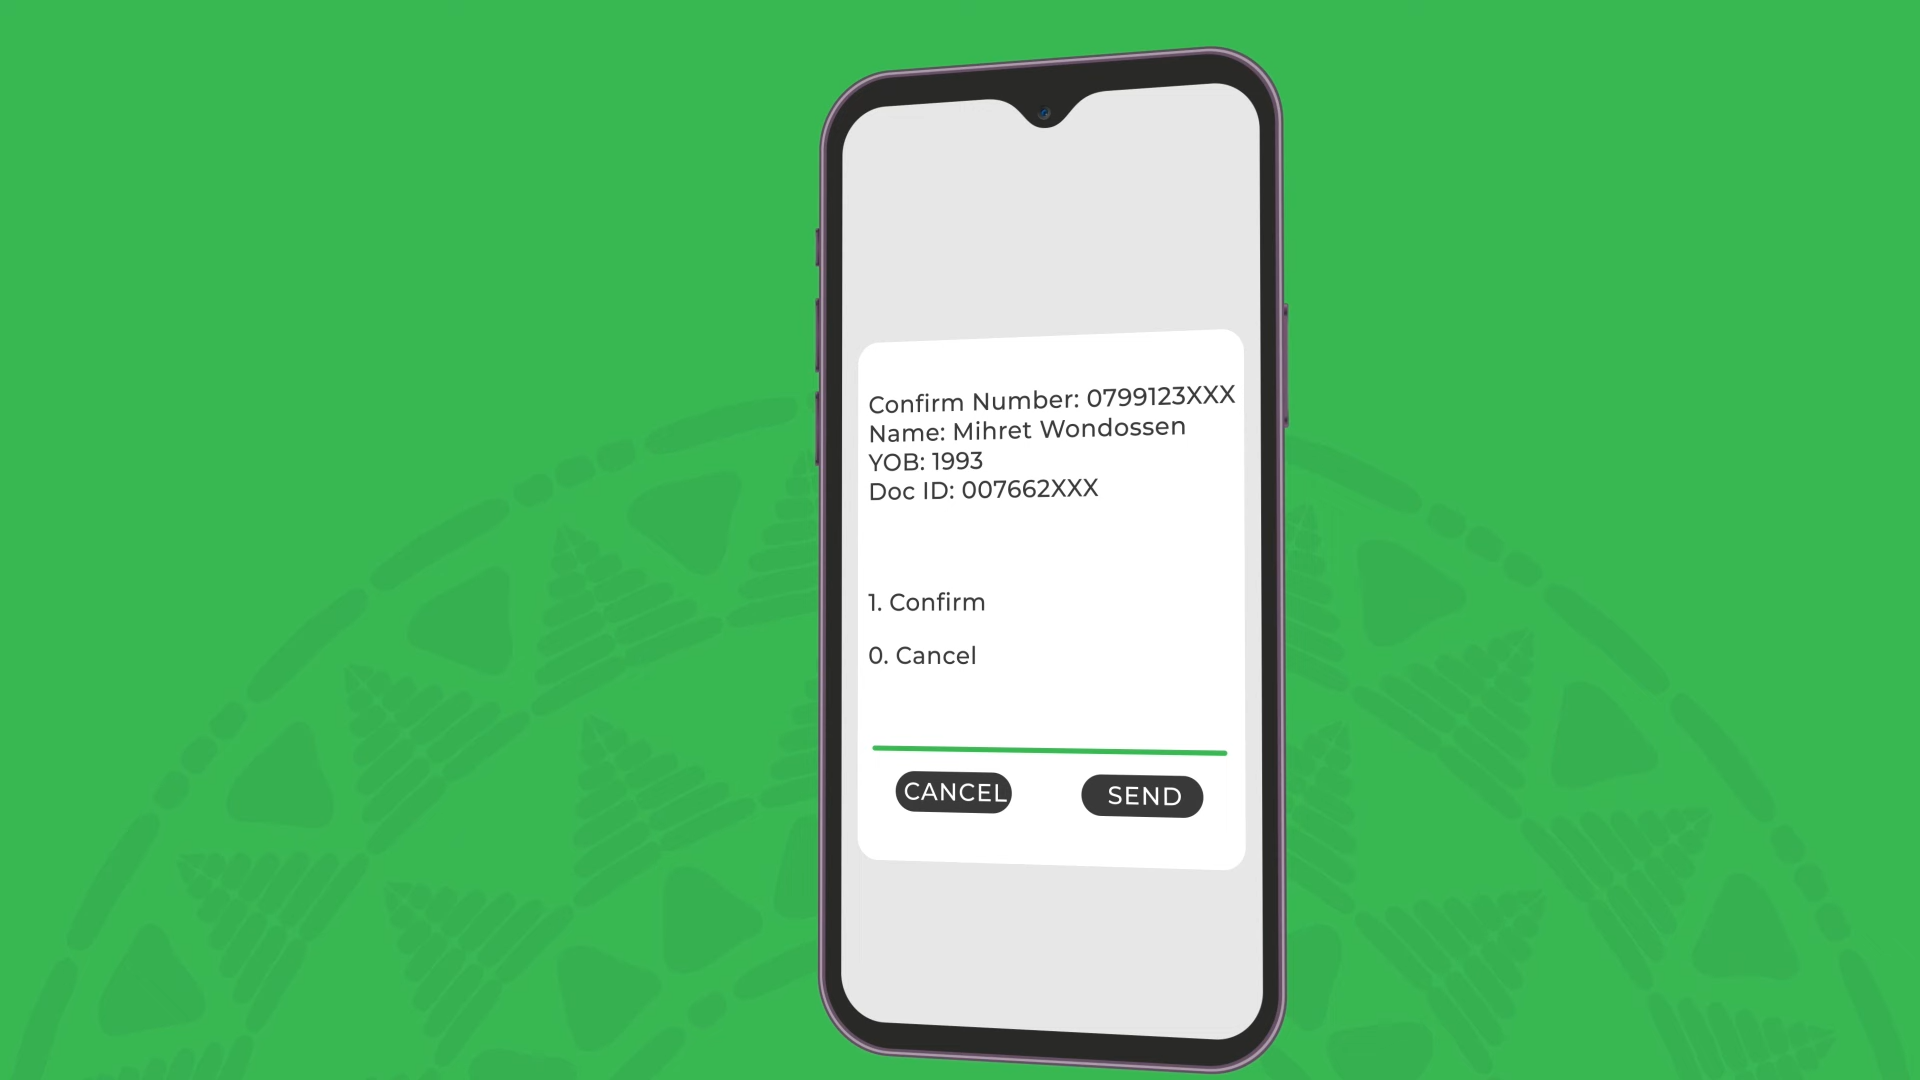 Confirm Number: 0799123XXX
Name: Mihret Wondossen
YOB: 1993
Doc ID: 007662XXX
1. Confirm
0. Cancel
CANCEL SEND